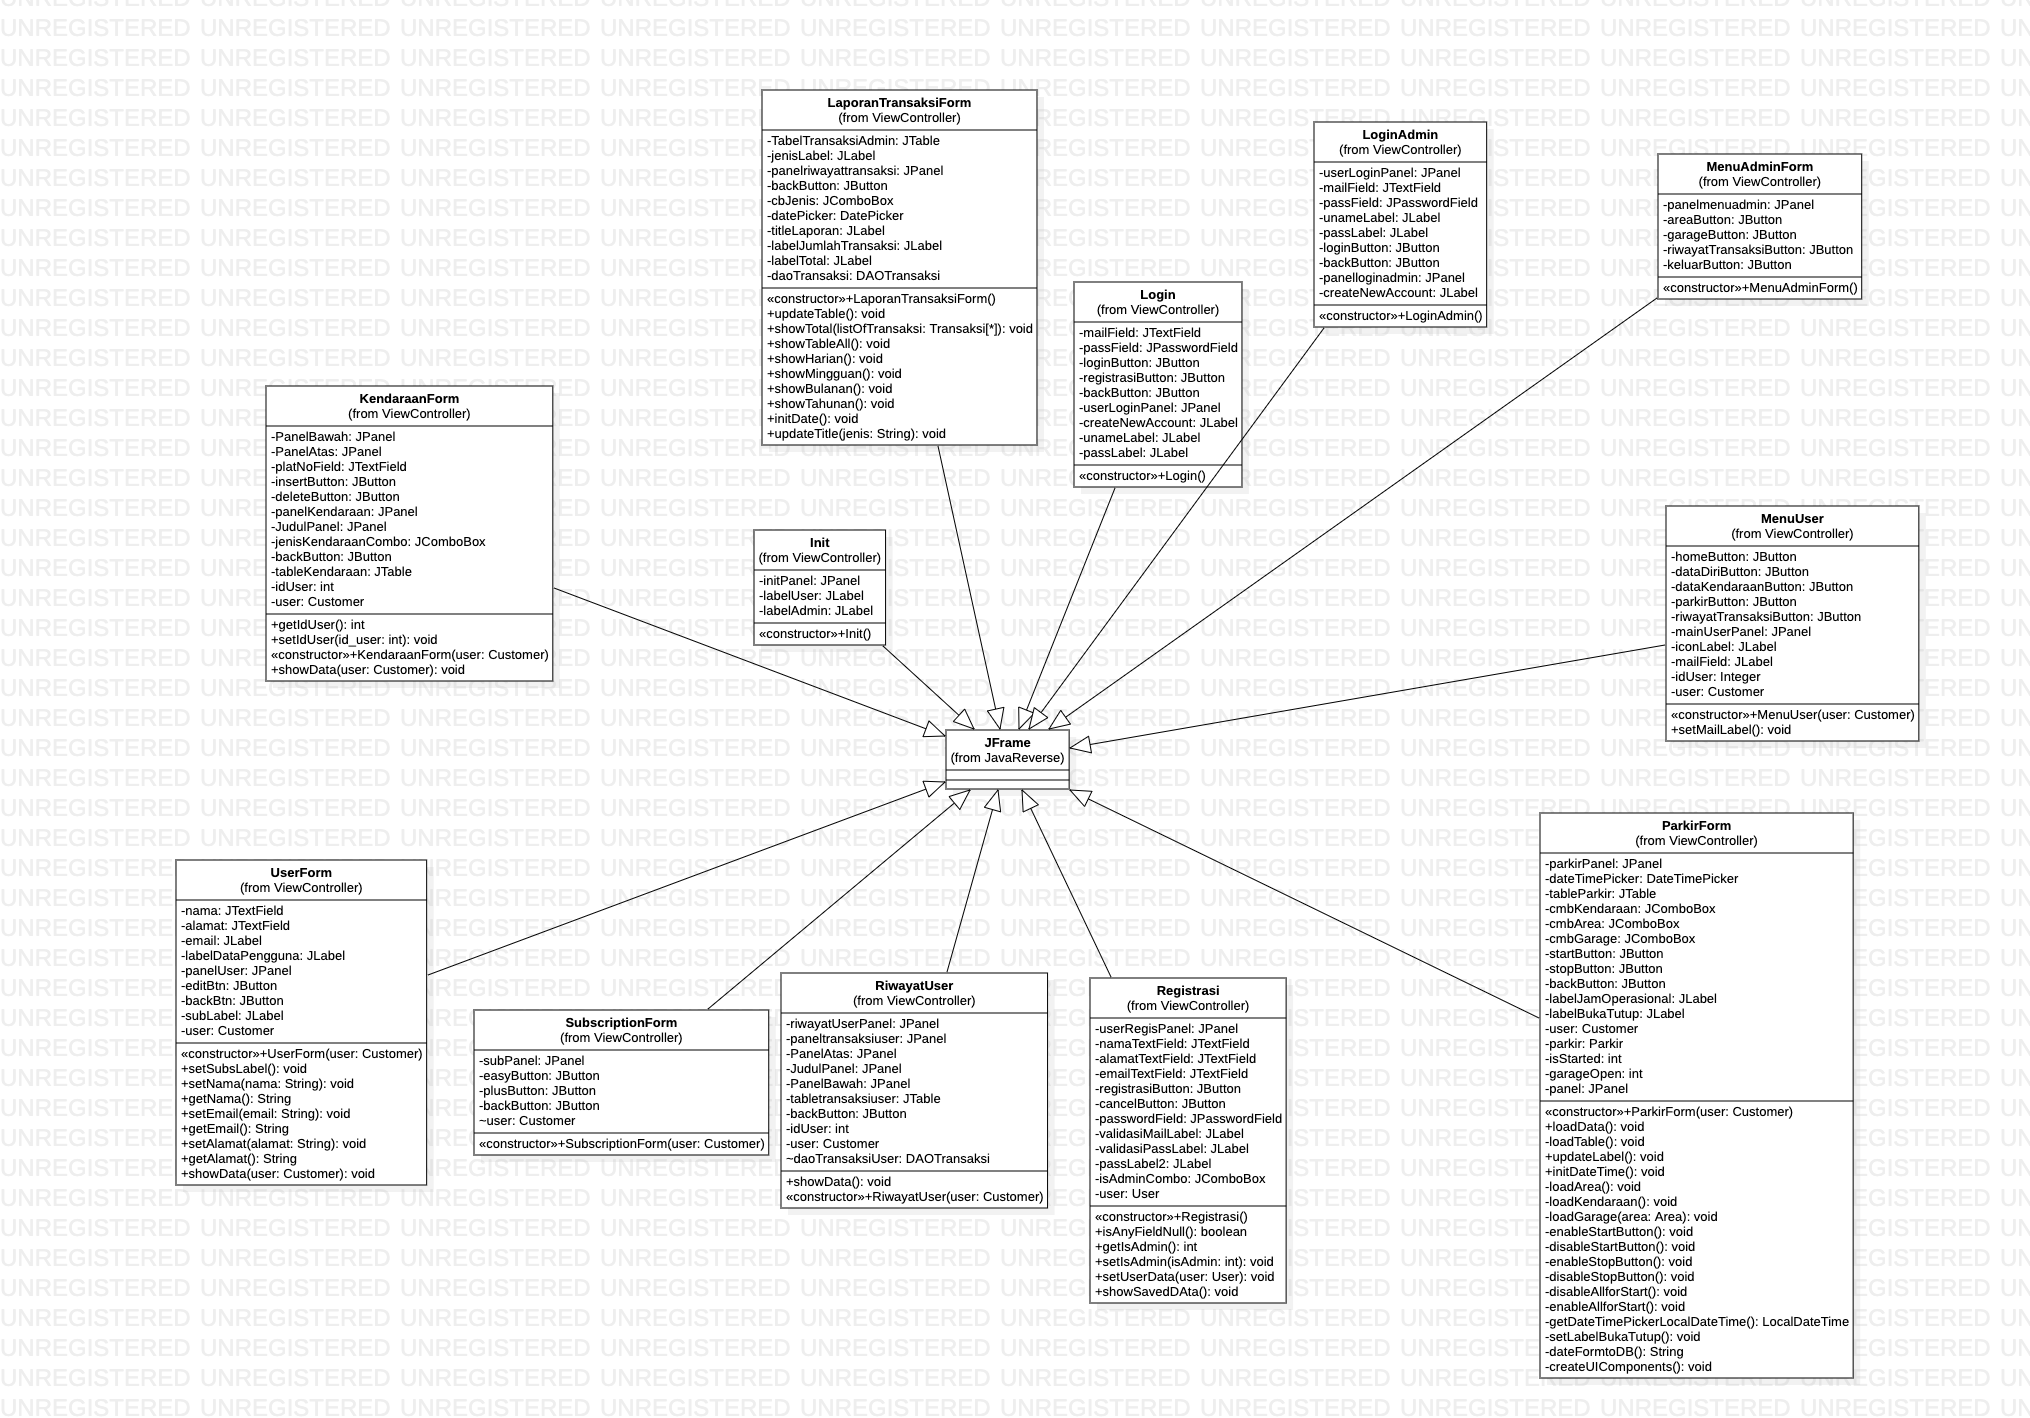 LaporanTransaksiForm
(from ViewController)
-TabelTransaksiAdmin: JTable
-jenisLabel: JLabel
-panelriwayattransaksi: JPanel
-backButton: JButton
-cbJenis: JComboBox
-datePicker: DatePicker
-titleLaporan: JLabel
-labelJumlahTransaksi: JLabel
-labelTotal: JLabel
-daoTransaksi: DAOTransaksi
«constructor»+LaporanTransaksiForm()
+updateTable(): void
+showTotal(listOfTransaksi: Transaksi[*]): void
+showTableAll(): void
+showHarian(): void
+showMingguan(): void
+showBulanan(): void
+showTahunan(): void
+initDate(): void
+updateTitle(jenis: String): void
LoginAdmin
(from ViewController)
-userLoginPanel: JPanel
-mailField: JTextField
-passField: JPasswordField
-unameLabel: JLabel
-passLabel: JLabel
-loginButton: JButton
-backButton: JButton
-panelloginadmin: JPanel
-createNewAccount: JLabel
«constructor»+LoginAdmin()
MenuAdminForm
(from ViewController)
-panelmenuadmin: JPanel
-areaButton: JButton
-garageButton: JButton
-riwayatTransaksiButton: JButton
-keluarButton: JButton
«constructor»+MenuAdminForm()
Login
(from ViewController)
-mailField: JTextField
-passField: JPasswordField
-loginButton: JButton
-registrasiButton: JButton
-backButton: JButton
-userLoginPanel: JPanel
-createNewAccount: JLabel
-unameLabel: JLabel
-passLabel: JLabel
«constructor»+Login()
KendaraanForm
(from ViewController)
-PanelBawah: JPanel
-PanelAtas: JPanel
-platNoField: JTextField
-insertButton: JButton
-deleteButton: JButton
-panelKendaraan: JPanel
-JudulPanel: JPanel
-jenisKendaraanCombo: JComboBox
-backButton: JButton
-tableKendaraan: JTable
-idUser: int
-user: Customer
+getIdUser(): int
+setIdUser(id_user: int): void
«constructor»+KendaraanForm(user: Customer)
+showData(user: Customer): void
Init
(from ViewController)
-initPanel: JPanel
-labelUser: JLabel
-labelAdmin: JLabel
«constructor»+Init()
MenuUser
(from ViewController)
-homeButton: JButton
-dataDiriButton: JButton
-dataKendaraanButton: JButton
-parkirButton: JButton
-riwayatTransaksiButton: JButton
-mainUserPanel: JPanel
-iconLabel: JLabel
-mailField: JLabel
-idUser: Integer
-user: Customer
«constructor»+MenuUser(user: Customer)
+setMailLabel(): void
JFrame
(from JavaReverse)
UserForm
(from ViewController)
-nama: JTextField
-alamat: JTextField
-email: JLabel
-labelDataPengguna: JLabel
-panelUser: JPanel
-editBtn: JButton
-backBtn: JButton
-subLabel: JLabel
-user: Customer
«constructor»+UserForm(user: Customer)
+setSubsLabel(): void
+setNama(nama: String): void
+getNama(): String
+setEmail(email: String): void
+getEmail(): String
+setAlamat(alamat: String): void
+getAlamat(): String
+showData(user: Customer): void
SubscriptionForm
(from ViewController)
-subPanel: JPanel
-easyButton: JButton
-plusButton: JButton
-backButton: JButton
~user: Customer
«constructor»+SubscriptionForm(user: Customer)
RiwayatUser
(from ViewController)
-riwayatUserPanel: JPanel
-paneltransaksiuser: JPanel
-PanelAtas: JPanel
-JudulPanel: JPanel
-PanelBawah: JPanel
-tabletransaksiuser: JTable
-backButton: JButton
-idUser: int
-user: Customer
~daoTransaksiUser: DAOTransaksi
+showData(): void
«constructor»+RiwayatUser(user: Customer)
Registrasi
(from ViewController)
-userRegisPanel: JPanel
-namaTextField: JTextField
-alamatTextField: JTextField
-emailTextField: JTextField
-registrasiButton: JButton
-cancelButton: JButton
-passwordField: JPasswordField
-validasiMailLabel: JLabel
-validasiPassLabel: JLabel
-passLabel2: JLabel
-isAdminCombo: JComboBox
-user: User
«constructor»+Registrasi()
+isAnyFieldNull(): boolean
+getIsAdmin(): int
+setIsAdmin(isAdmin: int): void
+setUserData(user: User): void
+showSavedDAta(): void
ParkirForm
(from ViewController)
-parkirPanel: JPanel
-dateTimePicker: DateTimePicker
-tableParkir: JTable
-cmbKendaraan: JComboBox
-cmbArea: JComboBox
-cmbGarage: JComboBox
-startButton: JButton
-stopButton: JButton
-backButton: JButton
-labelJamOperasional: JLabel
-labelBukaTutup: JLabel
-user: Customer
-parkir: Parkir
-isStarted: int
-garageOpen: int
-panel: JPanel
«constructor»+ParkirForm(user: Customer)
+loadData(): void
-loadTable(): void
+updateLabel(): void
+initDateTime(): void
-loadArea(): void
-loadKendaraan(): void
-loadGarage(area: Area): void
-enableStartButton(): void
-disableStartButton(): void
-enableStopButton(): void
-disableStopButton(): void
-disableAllforStart(): void
-enableAllforStart(): void
-getDateTimePickerLocalDateTime(): LocalDateTime
-setLabelBukaTutup(): void
-dateFormtoDB(): String
-createUIComponents(): void